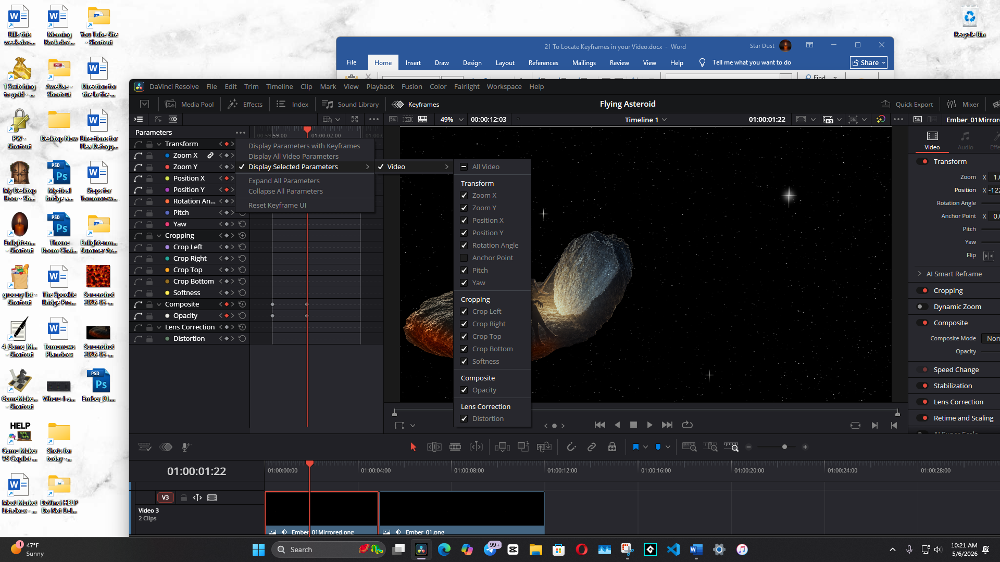 Bills this
week.doc...
Morning
Rock.doc...
You Tube Site
- Shortcut
Recycle Bin
1 Switching
to gold - ...
AweDae -
Shortcut
Direction for
the In the ...
PW -
Shortcut
Desktop Now
Directions for
Flea Defogg...
My Desktop
Door - Sh...
Mystical
bridge a...
Steps for
Tommorow...
Enlighten...
- Shortcut
Throne
Room Chai...
Enlightenm...
Summer Ar...
grocery list -
Shortcut
The Spookie
Bridge Pro...
Screenshot
2026-05-...
4_Game_M...
- Shortcut
Tomorrows
Plan.docx
Screenshot
2026-05-...
GameMake...
- Shortcut
Where-I-a...
Ember_01....
HELP
Game Maker
VS Copilot ...
Shots for
today -...
Meat Market
List.docx - ...
DaVinci HELP
Do Not Del...
21 To Locate Keyframes in your Video.docx - Word
Star Dust
File
Home
Insert
Draw
Design
Layout
References
Mailings
Review
View
Help
Tell me what you want to do
Share
Find
DaVinci Resolve
File
Edit
Trim
Timeline
Clip
Mark
View
Playback
Fusion
Color
Fairlight
Workspace
Help
Media Pool
Effects
Index
Sound Library
Keyframes
Flying Asteroid
Quick Export
Mixer
49%
00:00:12:03
Timeline 1
01:00:01:22
Ember_01Mirrore
Parameters
00:59:59:00
01:00:02:00
Transform
Zoom X
Zoom Y
Position X
Position Y
Rotation An...
Pitch
Yaw
Cropping
Crop Left
Crop Right
Crop Top
Crop Bottom
Softness
Composite
Opacity
Lens Correction
Distortion
Display Parameters with Keyframes
Display All Video Parameters
Display Selected Parameters
Expand All Parameters
Collapse All Parameters
Reset Keyframe UI
Video
All Video
Transform
Zoom X
Zoom Y
Position X
Position Y
Rotation Angle
Anchor Point
Pitch
Yaw
Cropping
Crop Left
Crop Right
Crop Top
Crop Bottom
Softness
Composite
Opacity
Lens Correction
Distortion
Video
Audio
Effe
Transform
Zoom X 1.0
Position X -122
Rotation Angle
Anchor Point X 0.0
Pitch
Yaw
Flip
AI Smart Reframe
Cropping
Dynamic Zoom
Composite
Composite Mode Nor
Opacity
Speed Change
Stabilization
Lens Correction
Retime and Scaling
01:00:01:22
01:00:00:00
01:00:04:00
01:00:08:00
01:00:12:00
01:00:16:00
01:00:20:00
01:00:24:00
01:00:28:00
V3
Video 3
2 Clips
Ember_01Mirrored.png
Ember_01.png
1
47°F
Sunny
Search
99+
10:21 AM
5/6/2026